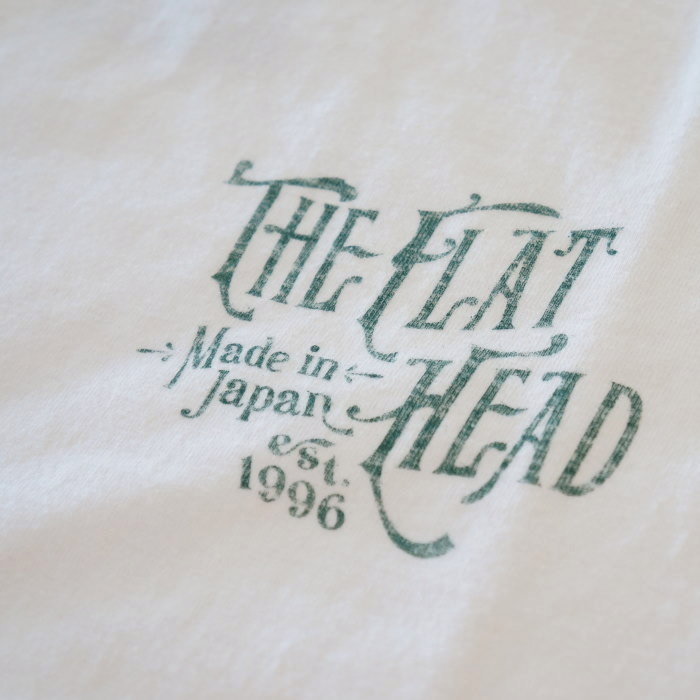 THE FLAT
HEAD
Made in
Japan
est.
1996